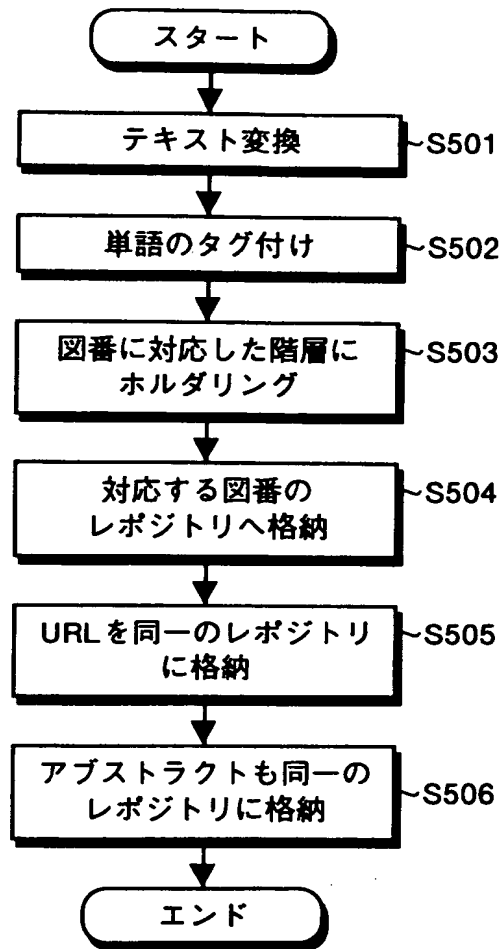 スタート
テキスト変換
~S501
単語のタグ付け
~S502
図番に対応した階層に
~S503
ホルダリング
対応する図番の
~S504
レポジトリへ格納
URLを同一のレポジトリ
~S505
に格納
アブストラクトも同一の
レポジトリに格納
~S506
エンド